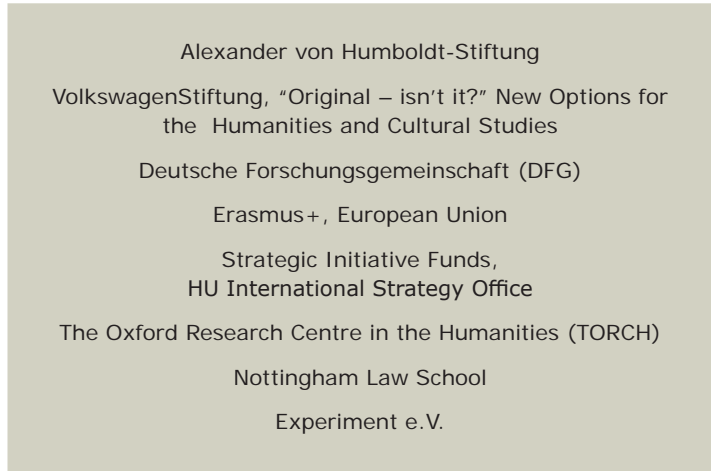 Alexander von Humboldt-Stiftung
VolkswagenStiftung, “Original – isn't it?” New Options for
the Humanities and Cultural Studies
Deutsche Forschungsgemeinschaft (DFG)
Erasmus+, European Union
Strategic Initiative Funds,
HU International Strategy Office
The Oxford Research Centre in the Humanities (TORCH)
Nottingham Law School
Experiment e.V.